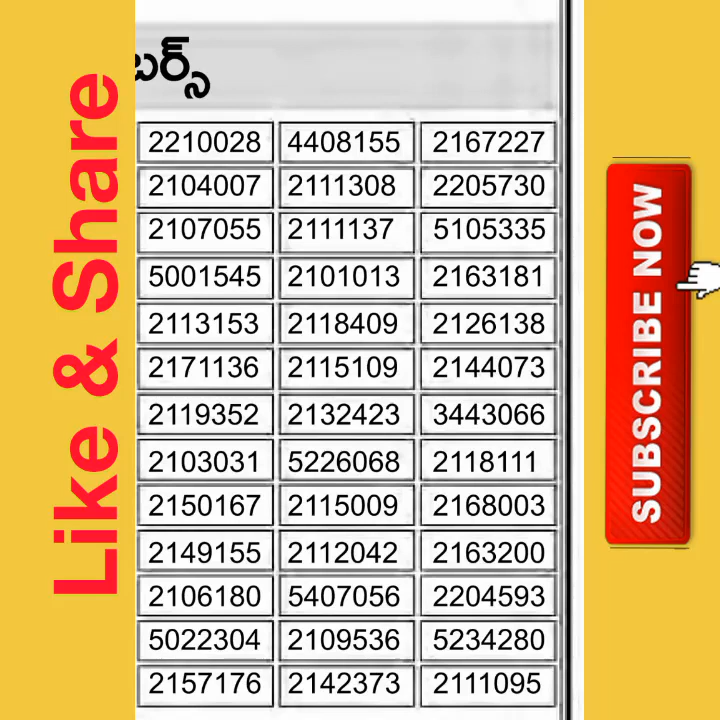 Like & Share
బర్స్
2210028 4408155 2167227
2104007 2111308 2205730
2107055 2111137 5105335
5001545 2101013 2163181
2113153 2118409 2126138
2171136 2115109 2144073
2119352 2132423 3443066
2103031 5226068 2118111
2150167 2115009 2168003
2149155 2112042 2163200
2106180 5407056 2204593
5022304 2109536 5234280
2157176 2142373 2111095
SUBSCRIBE NOW